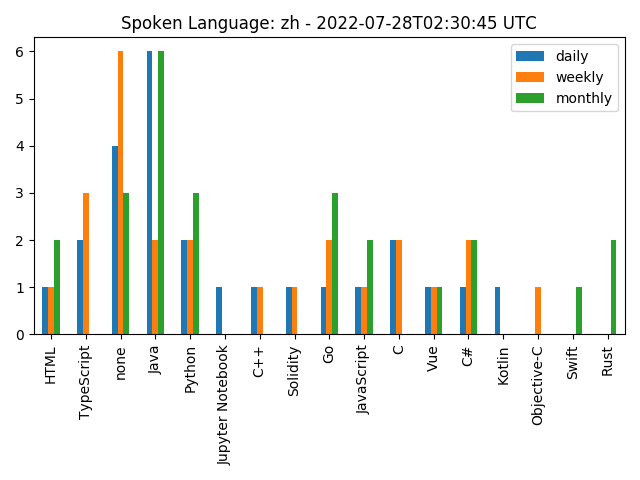 Spoken Language: zh - 2022-07-28T02:30:45 UTC
daily
weekly
monthly
6
5
4
3
2
1
0
HTML
TypeScript
none
Java
Python
Jupyter Notebook
C++
Solidity
Go
JavaScript
C
Vue
C#
Kotlin
Objective-C
Swift
Rust